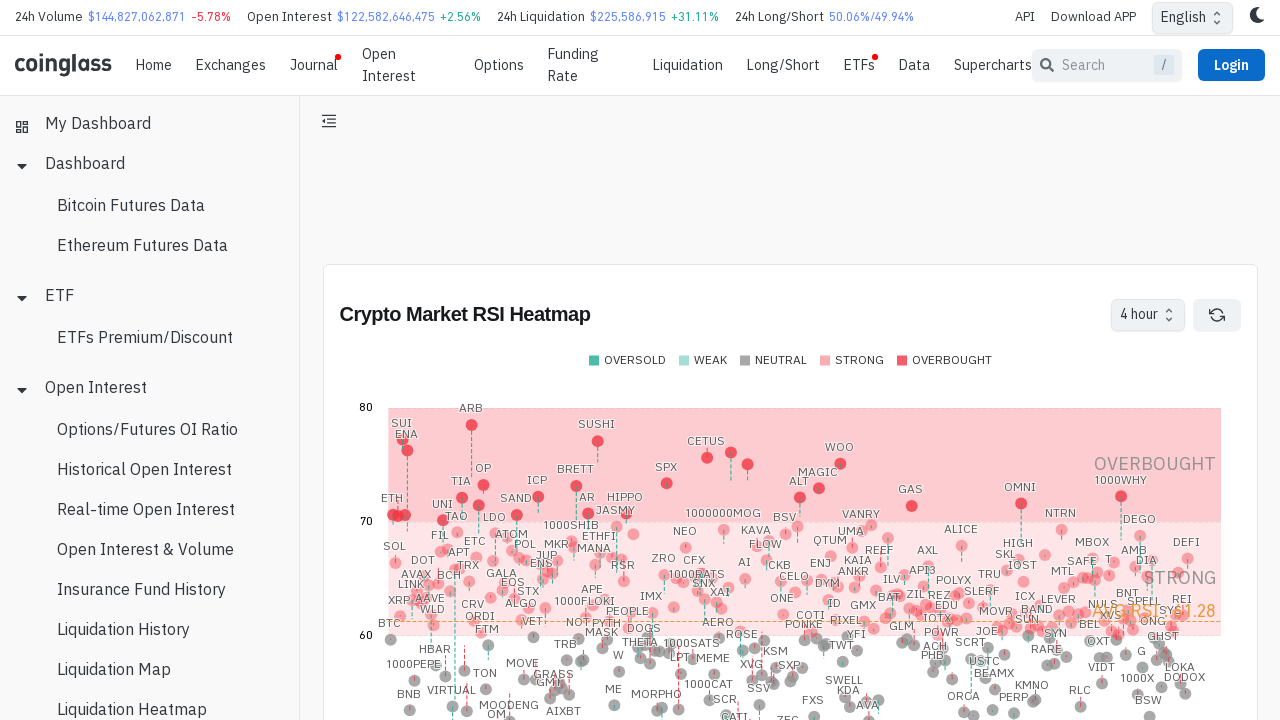 24h Volume $144,827,062,871 -5.78% Open Interest $122,582,646,475 +2.56% 24h Liquidation $225,586,915 +31.11% 24h Long/Short 50.06%/49.94% API Download APP English
coinglass Home Exchanges Journal Open Interest Options Funding Rate Liquidation Long/Short ETFs Data Supercharts Search / Login
My Dashboard
Dashboard
Bitcoin Futures Data
Ethereum Futures Data
ETF
ETFs Premium/Discount
Open Interest
Options/Futures OI Ratio
Historical Open Interest
Real-time Open Interest
Open Interest & Volume
Insurance Fund History
Liquidation History
Liquidation Map
Liquidation Heatmap
Crypto Market RSI Heatmap 4 hour
OVERSOLD WEAK NEUTRAL STRONG OVERBOUGHT
80
ARB
SUI SUSHI
ENA CETUS WOO
OVERBOUGHT
OP BRETT SPX MAGIC
TIA ICP ALT 1000WHY
GAS OMNI
ETH UNI SAND AR HIPPO
TAO LDO JASMY 1000000MOG BSV VANRY NTRN
70 DEGO
1000SHIB
FIL ATOM ETHFI NEO KAVA UMA ALICE
ETC POL MKR FLOW QTUM HIGH MBOX DEFI
SOL APT JUP MANA REEF AXL SKL AMB
DOT TRX ENS RSR ZRO CFX AI CKB ENJ KAIA IOST SAFE T DIA
AVAX BCH GALA 1000RATS CELO ANKR API3 TRU MTL
LINK EOS SNX DYM ILV POLYX STRONG
XRP AAVE STX APE IMX XAI ONE ID BAT ZIL REZ SLERF ICX LEVER BNT
WLD CRV ALGO 1000FLOKI PEOPLE GMX EDU MOVR BAND SPELL REI
BTC ORDI VET NOT PYTH AERO COTI PIXEL GLM IOTX SUN BEL ONG
FTM MASK DOGS ROSE PONKE YFI POWR JOE SYN GHST
60
HBAR TRB THETA 1000SATS KSM TWT ACH SCRT RARE @XT G
1000PEPE MOVE W LPT MEME XVG SXP PHB USTC VIDT LOKA
TON GRASS BEAMX 1000X DODOX
BNB VIRTUAL ME MORPHO 1000CAT SSV SWELL KDA ORCA KMNO RLC
MOODENG AIXBT SCR FXS AVA PERP BSW